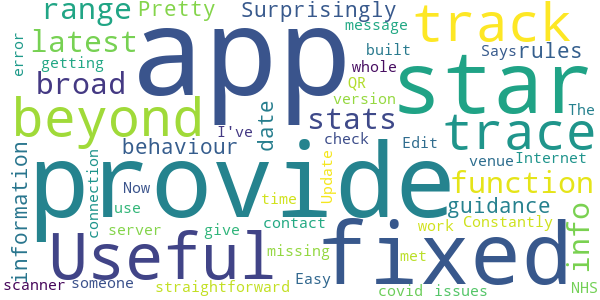 range
Pretty
Surprisingly
track
error
latest
getting
app
message
built
Says
rules
broad
whole
QR
version
star
beyond
date
I've
stats
check
trace
The
behaviour
Edit
venue
Internet
information
connection
provide
Now
Update
function
info
use
time
guidance
server
give
contact
work
Constantly
Useful
missing
fixed
met
scanner
someone
straightforward
Easy
covid
issues
NHS